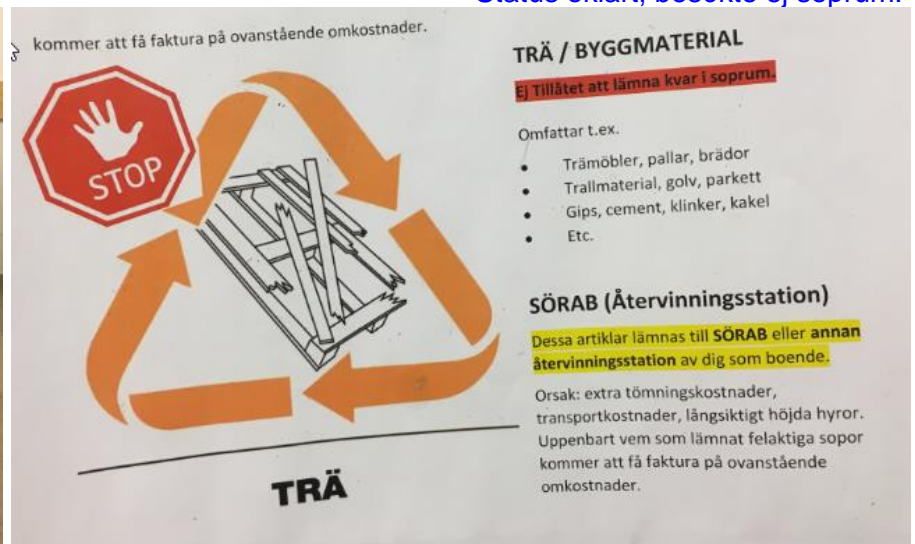 kommer att få faktura på ovanstående omkostnader.
STOP
TRÄ
TRÄ / BYGGMATERIAL
Ej Tillåtet att lämna kvar i soprum.
Omfattar t.ex.
• Trämöbler, pallar, brädor
• Trallmaterial, golv, parkett
• Gips, cement, klinker, kakel
• Etc.
SÖRAB (Återvinningsstation)
Dessa artiklar lämnas till SÖRAB eller annan
återvinningsstation av dig som boende.
Orsak: extra tömningskostnader,
transportkostnader, långsiktigt höjda hyror.
Uppenbart vem som lämnat felaktiga sopor
kommer att få faktura på ovanstående
omkostnader.